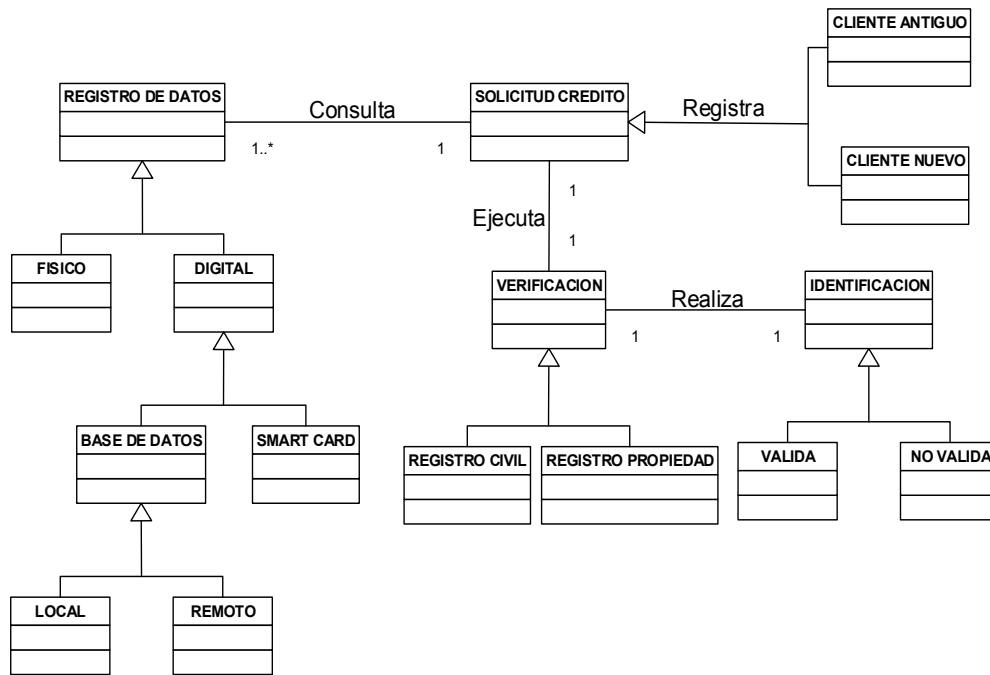 CLIENTE ANTIGUO
REGISTRO DE DATOS
Consulta
SOLICITUD CREDITO
Registra
1..*
1
CLIENTE NUEVO
1
Ejecuta
1
FISICO
DIGITAL
VERIFICACION
Realiza
IDENTIFICACION
1
1
BASE DE DATOS
SMART CARD
REGISTRO CIVIL
REGISTRO PROPIEDAD
VALIDA
NO VALIDA
LOCAL
REMOTO